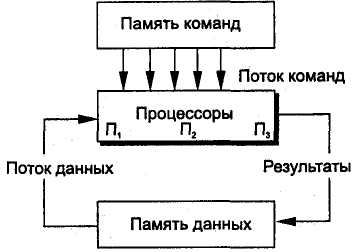 Память команд
Поток команд
Процессоры
П₁ П₂ П₃
Поток данных
Результаты
Память данных